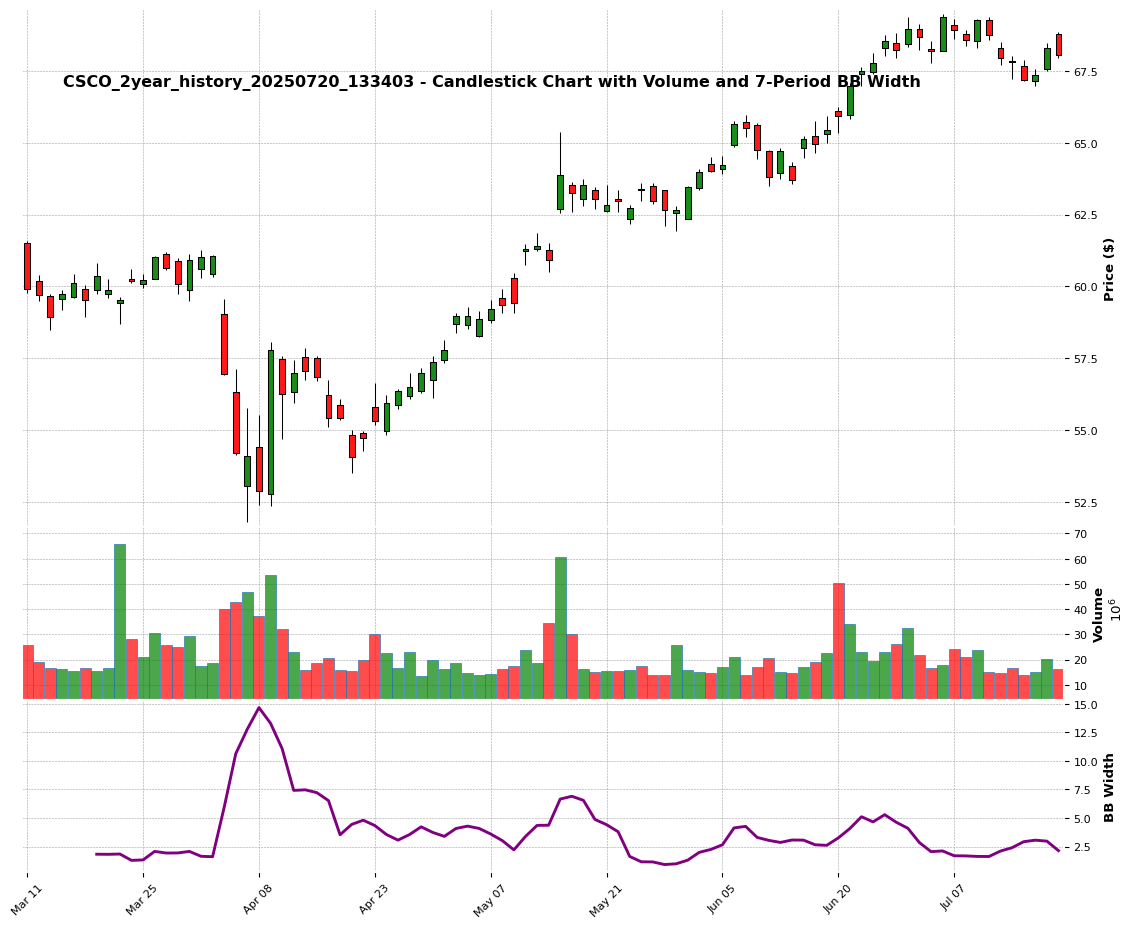 CSCO_2year_history_20250720_133403 - Candlestick Chart with Volume and 7-Period BB Width
67.5
65.0
62.5
60.0
57.5
55.0
52.5
Price ($)
70
60
50
40
30
20
10
Volume
10^6
15.0
12.5
10.0
7.5
5.0
2.5
BB Width
Mar 11
Mar 25
Apr 08
Apr 23
May 07
May 21
Jun 05
Jun 20
Jul 07